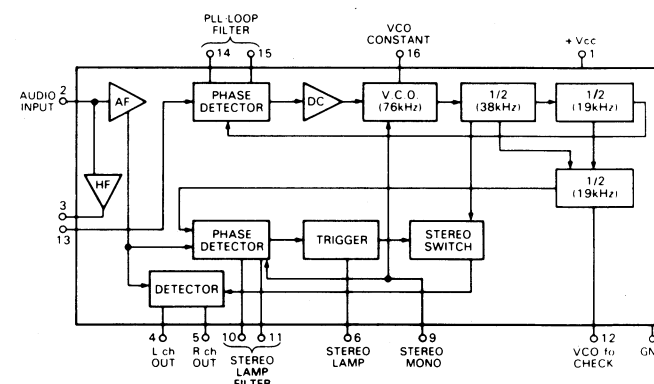 PLL LOOP
FILTER
14
15
VCO
CONSTANT
16
+ Vcc
1
AUDIO
INPUT
2
AF
PHASE
DETECTOR
DC
V.C.O.
(76kHz)
1/2
(38kHz)
1/2
(19kHz)
HF
1/2
(19kHz)
3
13
PHASE
DETECTOR
TRIGGER
STEREO
SWITCH
DETECTOR
4
5
10
11
6
9
12
L ch
OUT
R ch
OUT
STEREO
LAMP
FILTER
STEREO
LAMP
STEREO
MONO
VCO fo
CHECK
GN